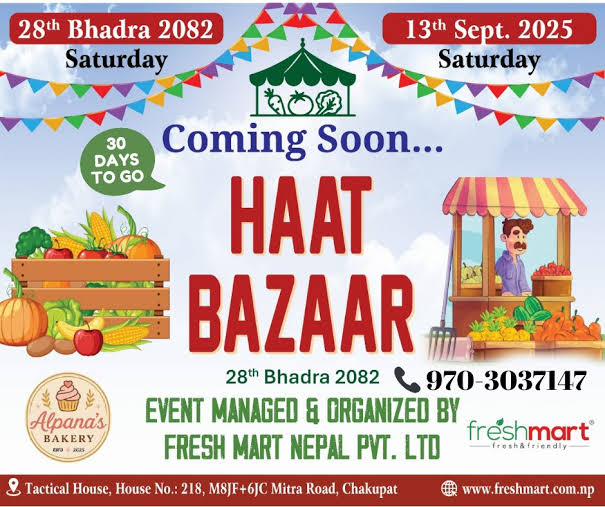 28th Bhadra 2082
Saturday
13th Sept. 2025
Saturday
Coming Soon...
30
DAYS
TO GO
HAAT
BAZAAR
28th Bhadra 2082
970-3037147
EVENT MANAGED & ORGANIZED BY
FRESH MART NEPAL PVT. LTD
Alpana's
BAKERY
ESTD 2025
freshmart®
fresh&friendly
Tactical House, House No.: 218, M8JF+6JC Mitra Road, Chakupat
www.freshmart.com.np